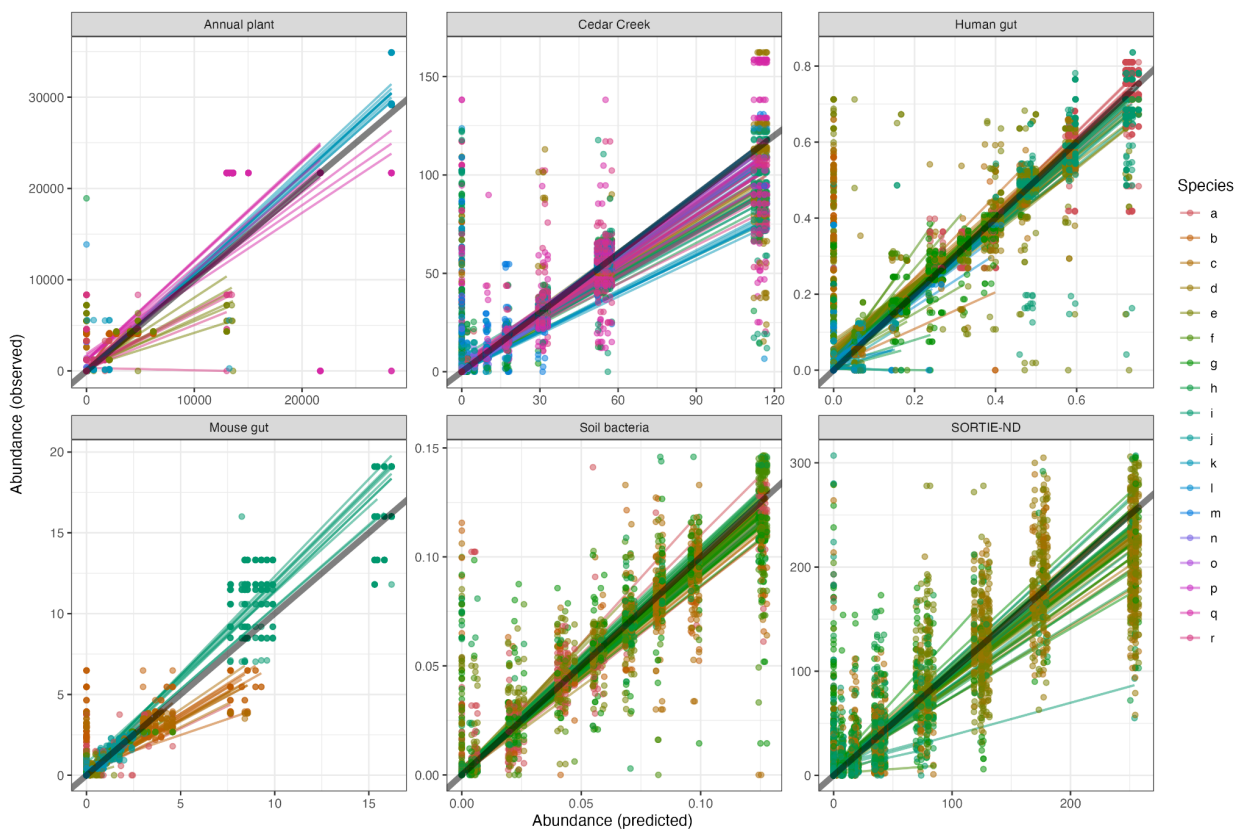 Annual plant
Cedar Creek
Human gut
30000
20000
10000
0
0
10000
20000
150
100
50
0
0
30
60
90
120
0.8
0.6
0.4
0.2
0.0
0.0
0.2
0.4
0.6
Mouse gut
Soil bacteria
SORTIE-ND
20
15
10
5
0
0
5
10
15
0.15
0.10
0.05
0.00
0.00
0.05
0.10
300
200
100
0
0
100
200
Abundance (observed)
Abundance (predicted)
Species
a
b
c
d
e
f
g
h
i
j
k
l
m
n
o
p
q
r